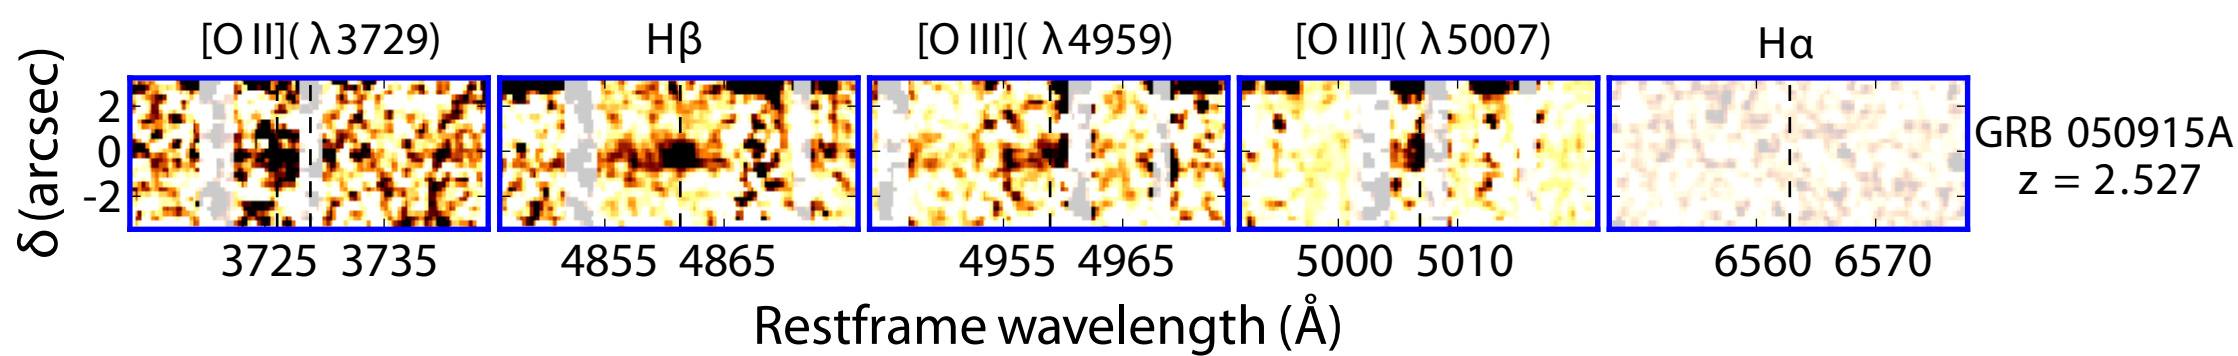 [O II]( λ3729) Hβ [O III]( λ4959) [O III]( λ5007) Hα
δ (arcsec)
2
0
-2
GRB 050915A
z = 2.527
3725 3735 4855 4865 4955 4965 5000 5010 6560 6570
Restframe wavelength (Å)